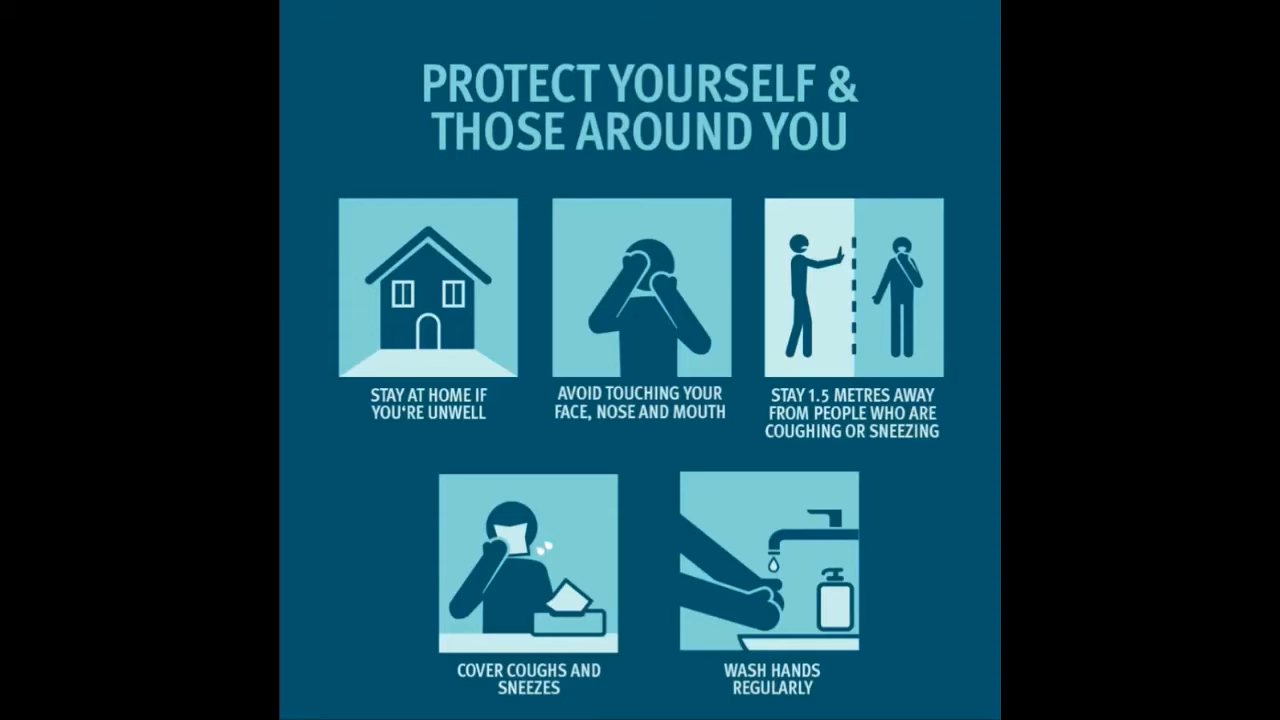 PROTECT YOURSELF &
THOSE AROUND YOU
STAY AT HOME IF
YOU'RE UNWELL
AVOID TOUCHING YOUR
FACE, NOSE AND MOUTH
STAY 1.5 METRES AWAY
FROM PEOPLE WHO ARE
COUGHING OR SNEEZING
COVER COUGHS AND
SNEEZES
WASH HANDS
REGULARLY